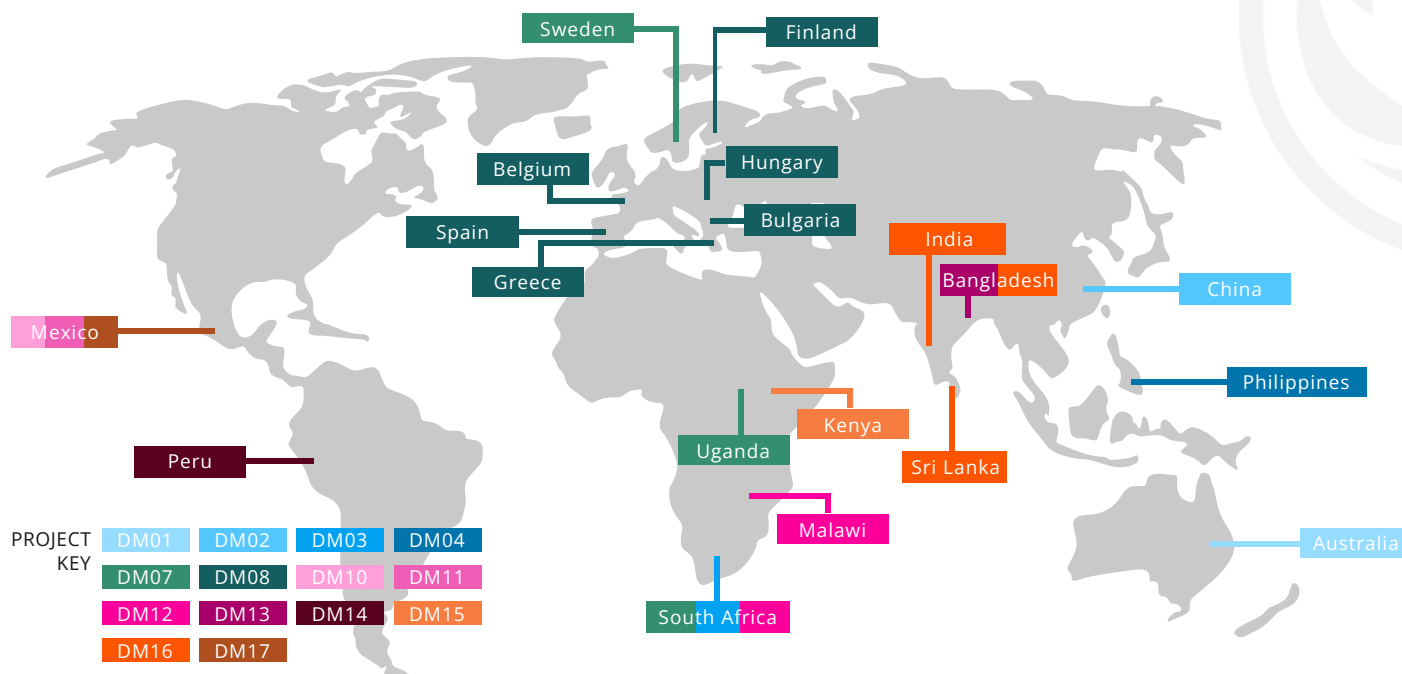 Sweden
Finland
Belgium
Hungary
Spain
Bulgaria
Greece
India
Bangladesh
China
Mexico
Philippines
Kenya
Uganda
Peru
Sri Lanka
Malawi
Australia
South Africa
PROJECT
KEY
DM01 DM02 DM03 DM04
DM07 DM08 DM10 DM11
DM12 DM13 DM14 DM15
DM16 DM17